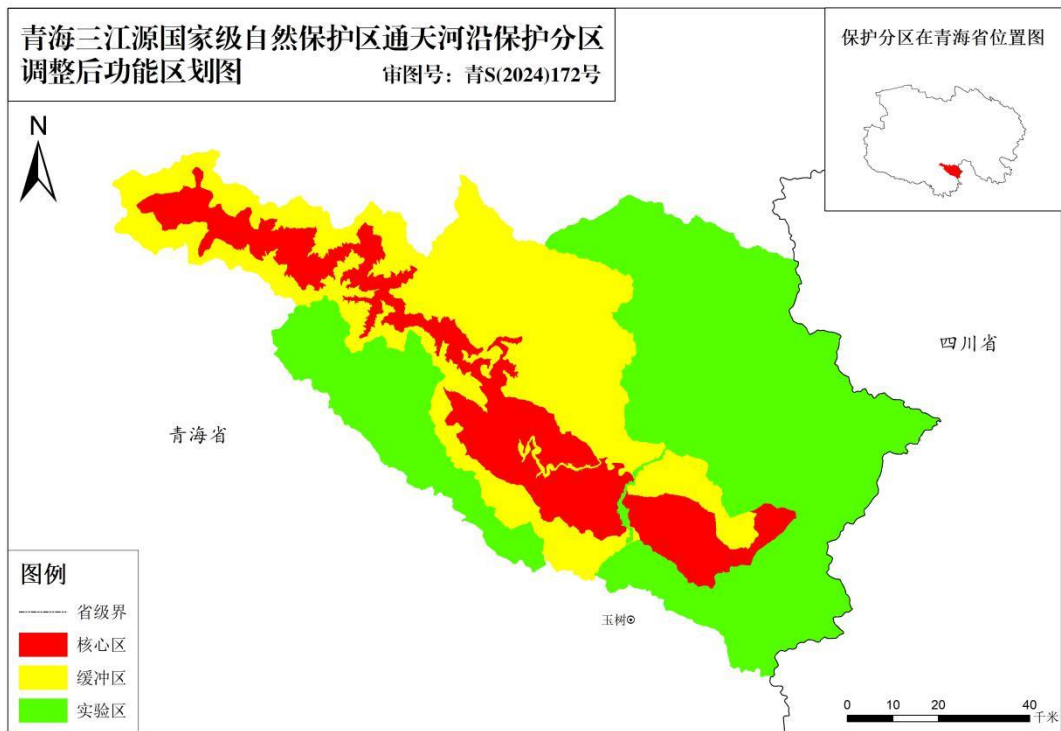 青海三江源国家级自然保护区通天河沿保护分区
调整后功能区划图 审图号：青S(2024)172号
保护分区在青海省位置图
N
四川省
青海省
玉树
图例
省级界
核心区
缓冲区
实验区
0 10 20 40
千米